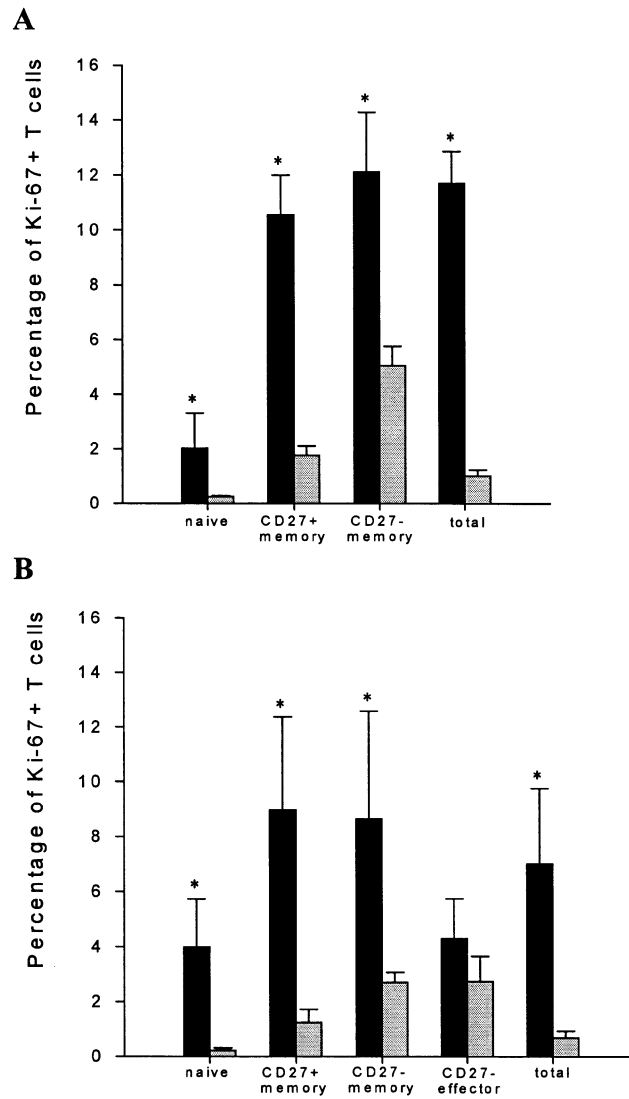 A
Percentage of Ki-67+ T cells
16
14
12
10
8
6
4
2
0
*
*
*
*
naive
CD27+
memory
CD27-
memory
total
B
Percentage of Ki-67+ T cells
16
14
12
10
8
6
4
2
0
*
*
*
*
naive
CD27+
memory
CD27-
memory
CD27-
effector
total